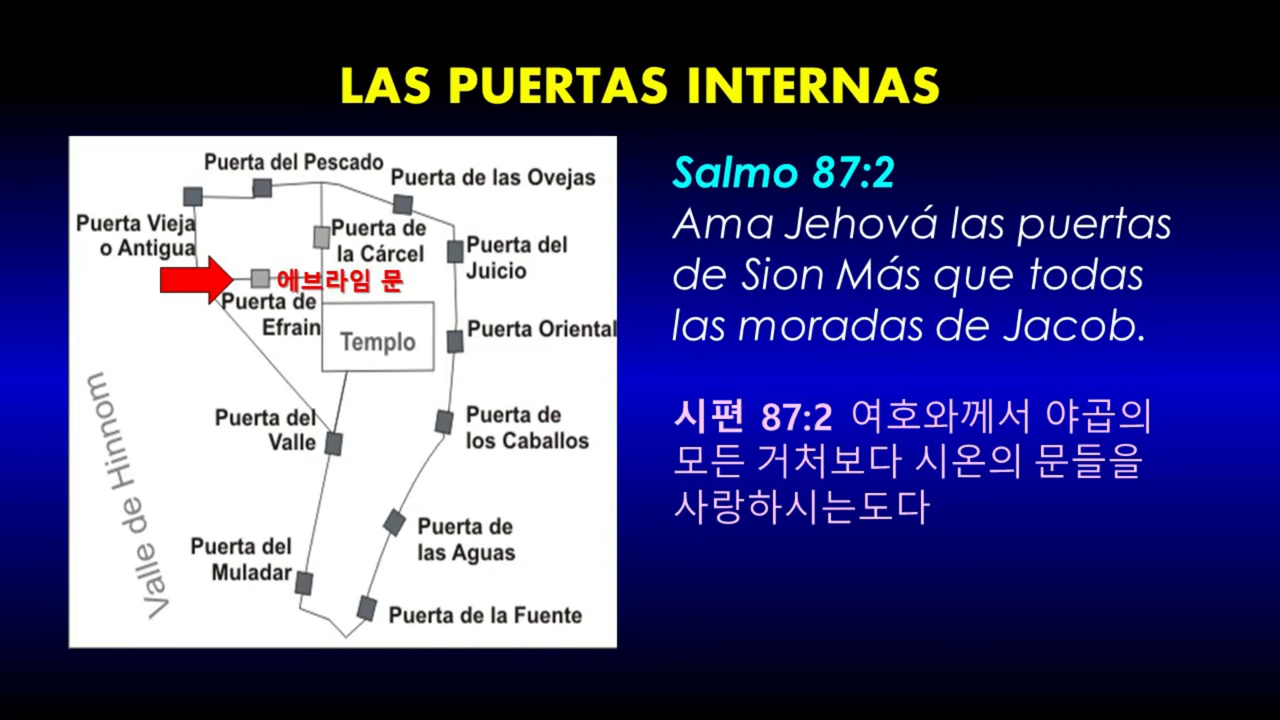 LAS PUERTAS INTERNAS
Puerta del Pescado
Puerta de las Ovejas
Puerta Vieja
o Antigua
Puerta de
la Cárcel
Puerta del
Juicio
에브라임 문
Puerta de
Efrain
Templo
Puerta Oriental
Puerta del
Valle
Puerta de
los Caballos
Valle de Hinnom
Puerta de
las Aguas
Puerta del
Muladar
Puerta de la Fuente
Salmo 87:2
Ama Jehová las puertas
de Sion Más que todas
las moradas de Jacob.
시편 87:2 여호와께서 야곱의
모든 거처보다 시온의 문들을
사랑하시는도다